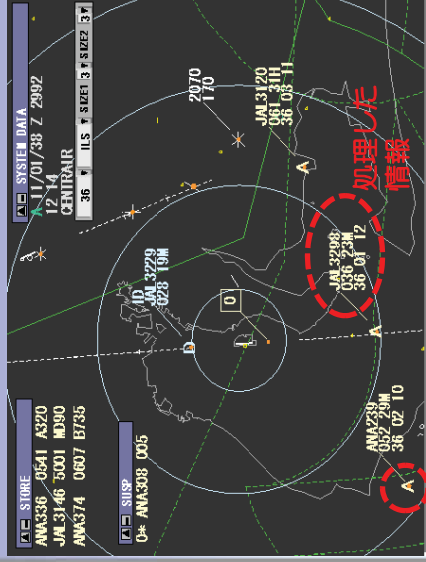 STORE
ANA336 0541 A320
JAL3146 5001 MD90
ANA374 0607 B735
SUSP
0* ANA308 005
SYSTEM DATA
A 11/01/38 Z 2992
12 14
CENTRAIR
36 ILS SIZE1 3 SIZE2 3
4D
JAL3229
028 19M
D
0
2070
170
JAL3120
061 31H
36 03 11
A
JAL3298
036 23M
36 01 12
A
ANA239
052 29M
36 02 10
A
処理した
情報